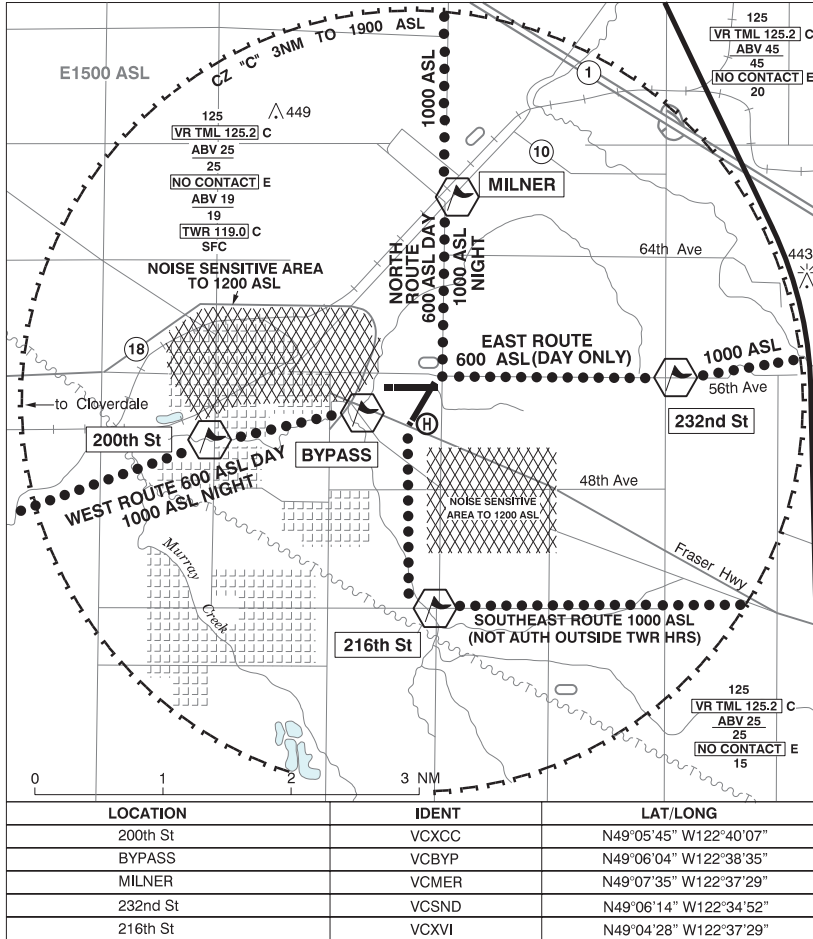 CZ "C" 3NM TO 1900 ASL
E1500 ASL
125
VR TML 125.2 C
ABV 25
25
NO CONTACT E
ABV 19
19
TWR 119.0 C
SFC
449
1000 ASL
1
125
VR TML 125.2 C
ABV 45
45
NO CONTACT E
20
10
MILNER
NORTH
ROUTE
600 ASL DAY
1000 ASL
NIGHT
64th Ave
443
NOISE SENSITIVE AREA
TO 1200 ASL
18
EAST ROUTE
600 ASL (DAY ONLY)
1000 ASL
56th Ave
to Cloverdale
232nd St
200th St
BYPASS
H
WEST ROUTE 600 ASL DAY
1000 ASL NIGHT
48th Ave
NOISE SENSITIVE
AREA TO 1200 ASL
Murray
Creek
Fraser Hwy
216th St
SOUTHEAST ROUTE 1000 ASL
(NOT AUTH OUTSIDE TWR HRS)
125
VR TML 125.2 C
ABV 25
25
NO CONTACT E
15
0 1 2 3 NM
LOCATION IDENT LAT/LONG
200th St VCXCC N49°05'45" W122°40'07"
BYPASS VCBYP N49°06'04" W122°38'35"
MILNER VCMER N49°07'35" W122°37'29"
232nd St VCSND N49°06'14" W122°34'52"
216th St VCXVI N49°04'28" W122°37'29"